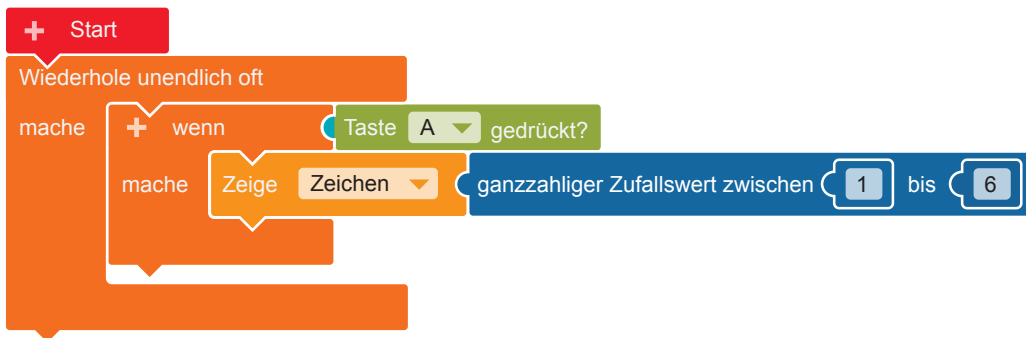 + Start
Wiederhole unendlich oft
mache + wenn Taste A gedrückt?
mache Zeige Zeichen ganzzahliger Zufallswert zwischen 1 bis 6